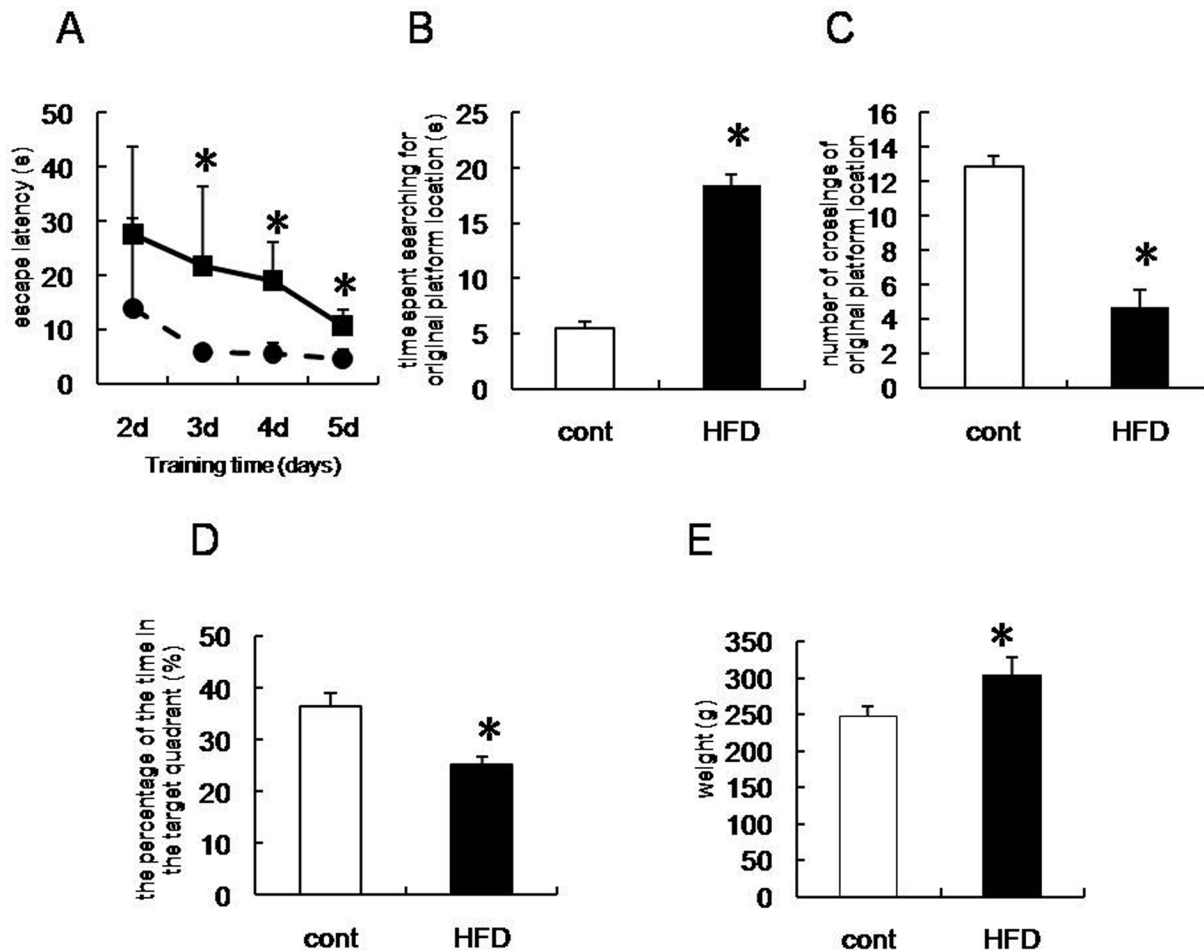 A
B
C
50
40
30
20
10
0
escape latency (s)
*
*
*
2d 3d 4d 5d
Training time (days)
25
20
15
10
5
0
time spent searching for
original platform location (s)
*
cont HFD
16
14
12
10
8
6
4
2
0
number of crossings of
original platform location
*
cont HFD
D
E
50
40
30
20
10
0
the percentage of the time in
the target quadrant (%)
*
cont HFD
350
300
250
200
150
100
50
0
weight (g)
*
cont HFD